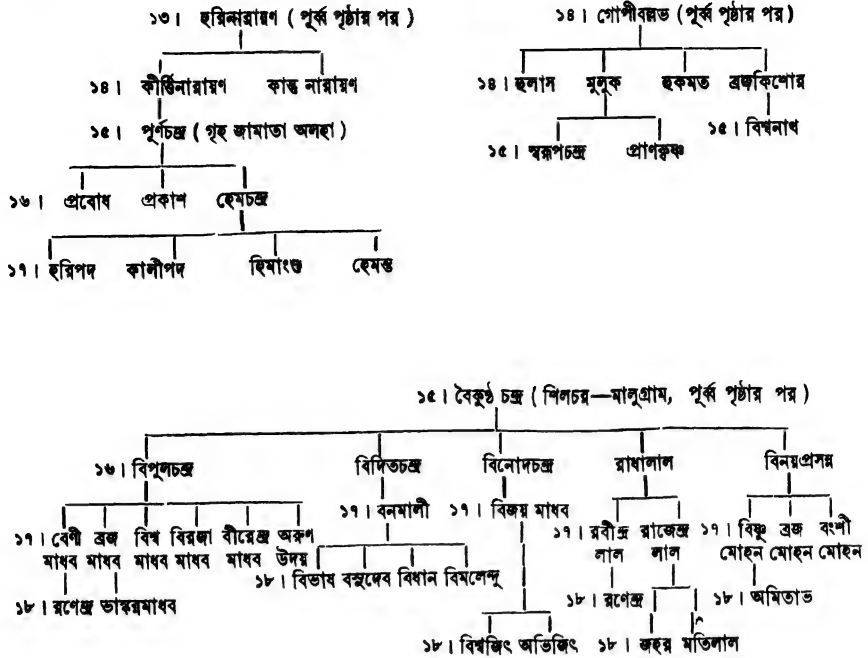 ১৩। হরিনারায়ণ (পূর্ব্ব পৃষ্ঠার পর)
১৪। কীর্ত্তিনারায়ণ কান্ত নারায়ণ
১৫। পূর্ণচন্দ্র (গৃহ জামাতা অলহা)
১৬। প্রবোধ প্রকাশ হেমচন্দ্র
১৭। হরিপদ কালীপদ হিমাংশু হেমন্ত
১৪। গোপীবল্লভ (পূর্ব্ব পৃষ্ঠার পর)
১৪। হুলাস মুলুক হুকমত ব্রজকিশোর
১৫। স্বরূপচন্দ্র প্রাণকৃষ্ণ ১৫। বিশ্বনাথ
১৫। বৈকুণ্ঠ চন্দ্র (শিলচর—মালুগ্রাম, পূর্ব্ব পৃষ্ঠার পর)
১৬। বিপুলচন্দ্র বিদিতচন্দ্র বিনোদচন্দ্র রাধালাল বিনয়প্রসন্ন
১৭। বেণী ব্রজ বিশ্ব বিরজা বীরেন্দ্র অরুণ ১৭। বনমালী ১৭। বিজয় মাধব ১৭। রবীন্দ্র রাজেন্দ্র ১৭। বিষ্ণু ব্রজ বংশী
মাধব মাধব মাধব মাধব মাধব উদয় লাল লাল মোহন মোহন মোহন
১৮। রণেন্দ্র ভাস্করমাধব ১৮। বিভাষ বসুদেব বিধান বিমলেন্দু ১৮। রণেন্দ্র ১৮। অমিতাভ
১৮। বিশ্বজিৎ অভিজিৎ ১৮। জহর মতিলাল